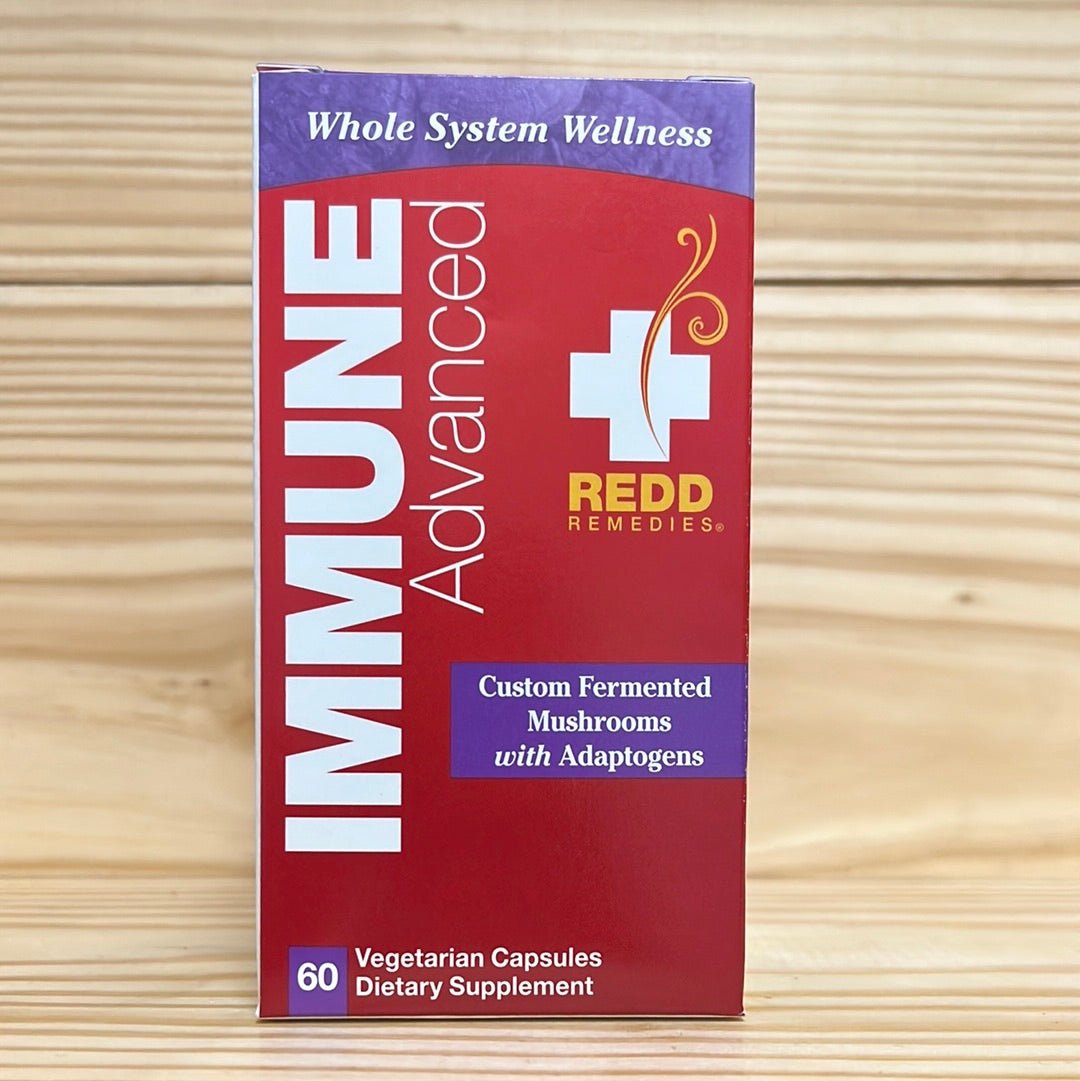 Whole System Wellness
IMMUNE
Advanced
REDD
REMEDIES®
Custom Fermented
Mushrooms
with Adaptogens
60
Vegetarian Capsules
Dietary Supplement